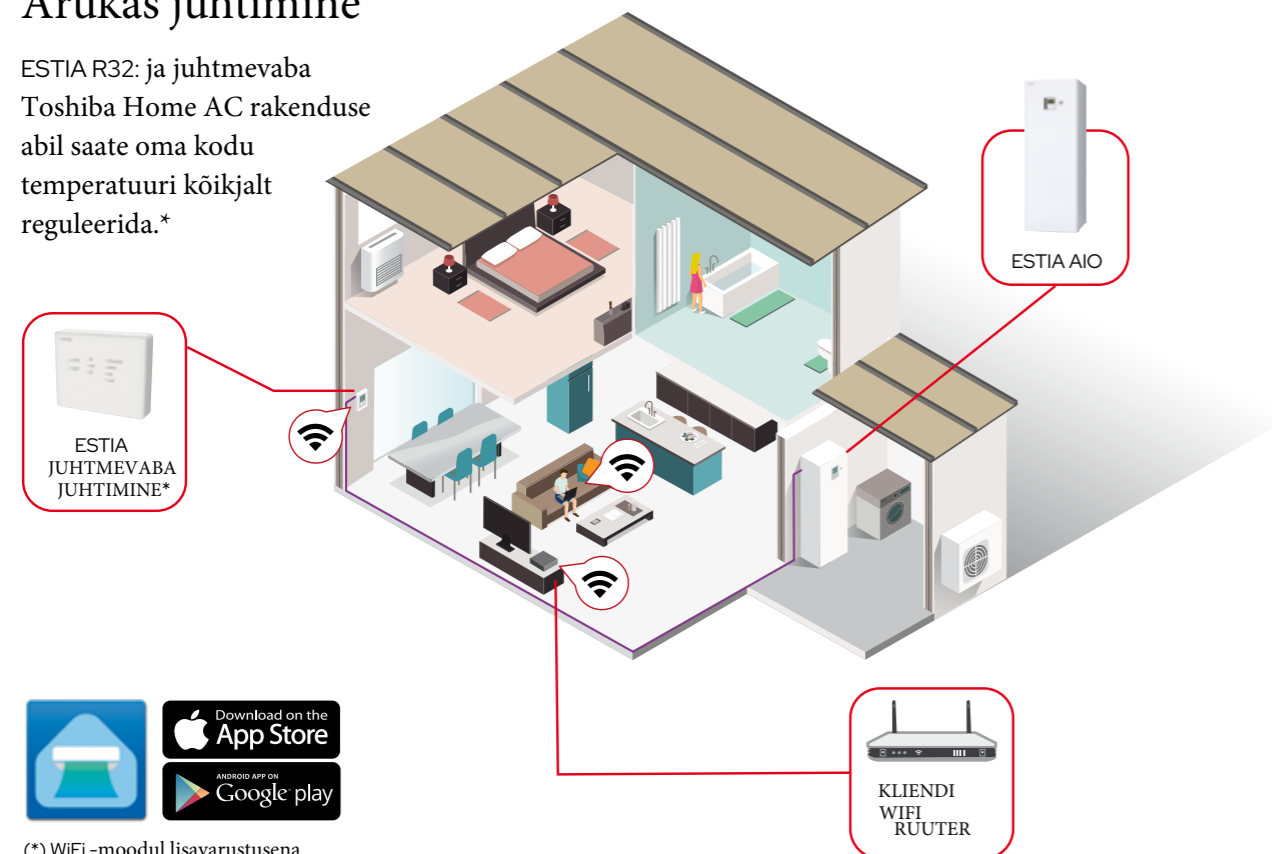 Arukas juhtimine
ESTIA R32: ja juhtmevaba
Toshiba Home AC rakenduse
abil saate oma kodu
temperatuuri kõikjalt
reguleerida.*
ESTIA AIO
ESTIA
JUHTMEVABA
JUHTIMINE*
Download on the
App Store
ANDROID APP ON
Google play
KLIENDI
WIFI
RUUTER
(*) WiFi -moodul lisavarustusena